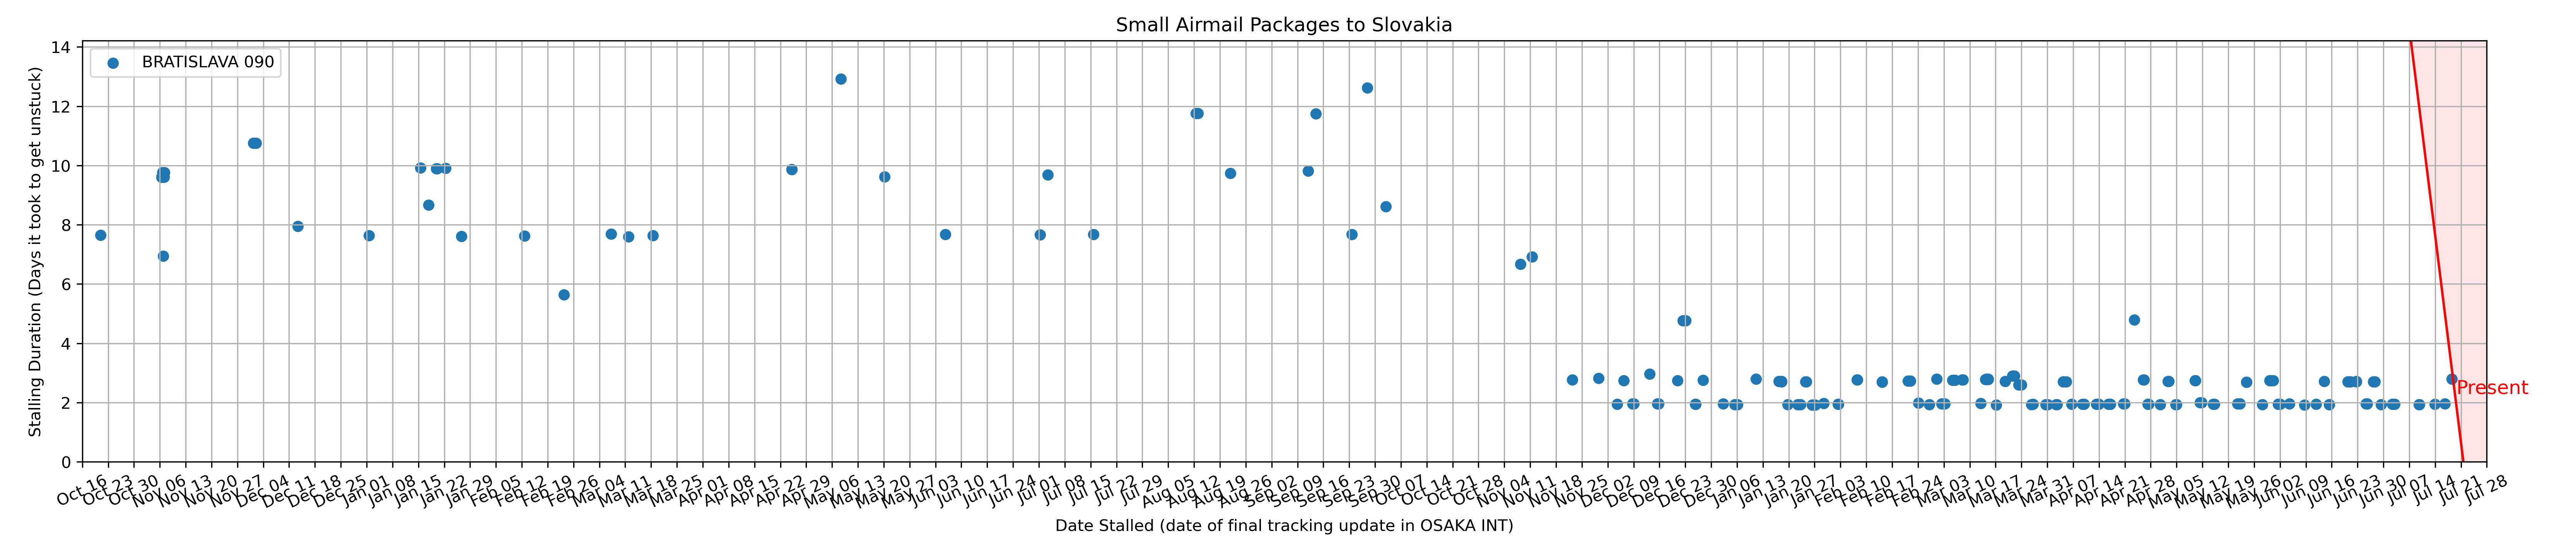 Small Airmail Packages to Slovakia
BRATISLAVA 090
Stalling Duration (Days it took to get unstuck)
14
12
10
8
6
4
2
0
Present
Oct 16 Oct 23 Oct 30 Nov 06 Nov 13 Nov 20 Nov 27 Dec 04 Dec 11 Dec 18 Dec 25 Jan 01 Jan 08 Jan 15 Jan 22 Jan 29 Feb 05 Feb 12 Feb 19 Feb 26 Mar 04 Mar 11 Mar 18 Mar 25 Apr 01 Apr 08 Apr 15 Apr 22 Apr 29 May 06 May 13 May 20 May 27 Jun 03 Jun 10 Jun 17 Jun 24 Jul 01 Jul 08 Jul 15 Jul 22 Jul 29 Aug 05 Aug 12 Aug 19 Aug 26 Sep 02 Sep 09 Sep 16 Sep 23 Sep 30 Oct 07 Oct 14 Oct 21 Oct 28 Nov 04 Nov 11 Nov 18 Nov 25 Dec 02 Dec 09 Dec 16 Dec 23 Dec 30 Jan 06 Jan 13 Jan 20 Jan 27 Feb 03 Feb 10 Feb 17 Feb 24 Mar 03 Mar 10 Mar 17 Mar 24 Mar 31 Apr 07 Apr 14 Apr 21 Apr 28 May 05 May 12 May 19 May 26 Jun 02 Jun 09 Jun 16 Jun 23 Jun 30 Jul 07 Jul 14 Jul 21 Jul 28
Date Stalled (date of final tracking update in OSAKA INT)